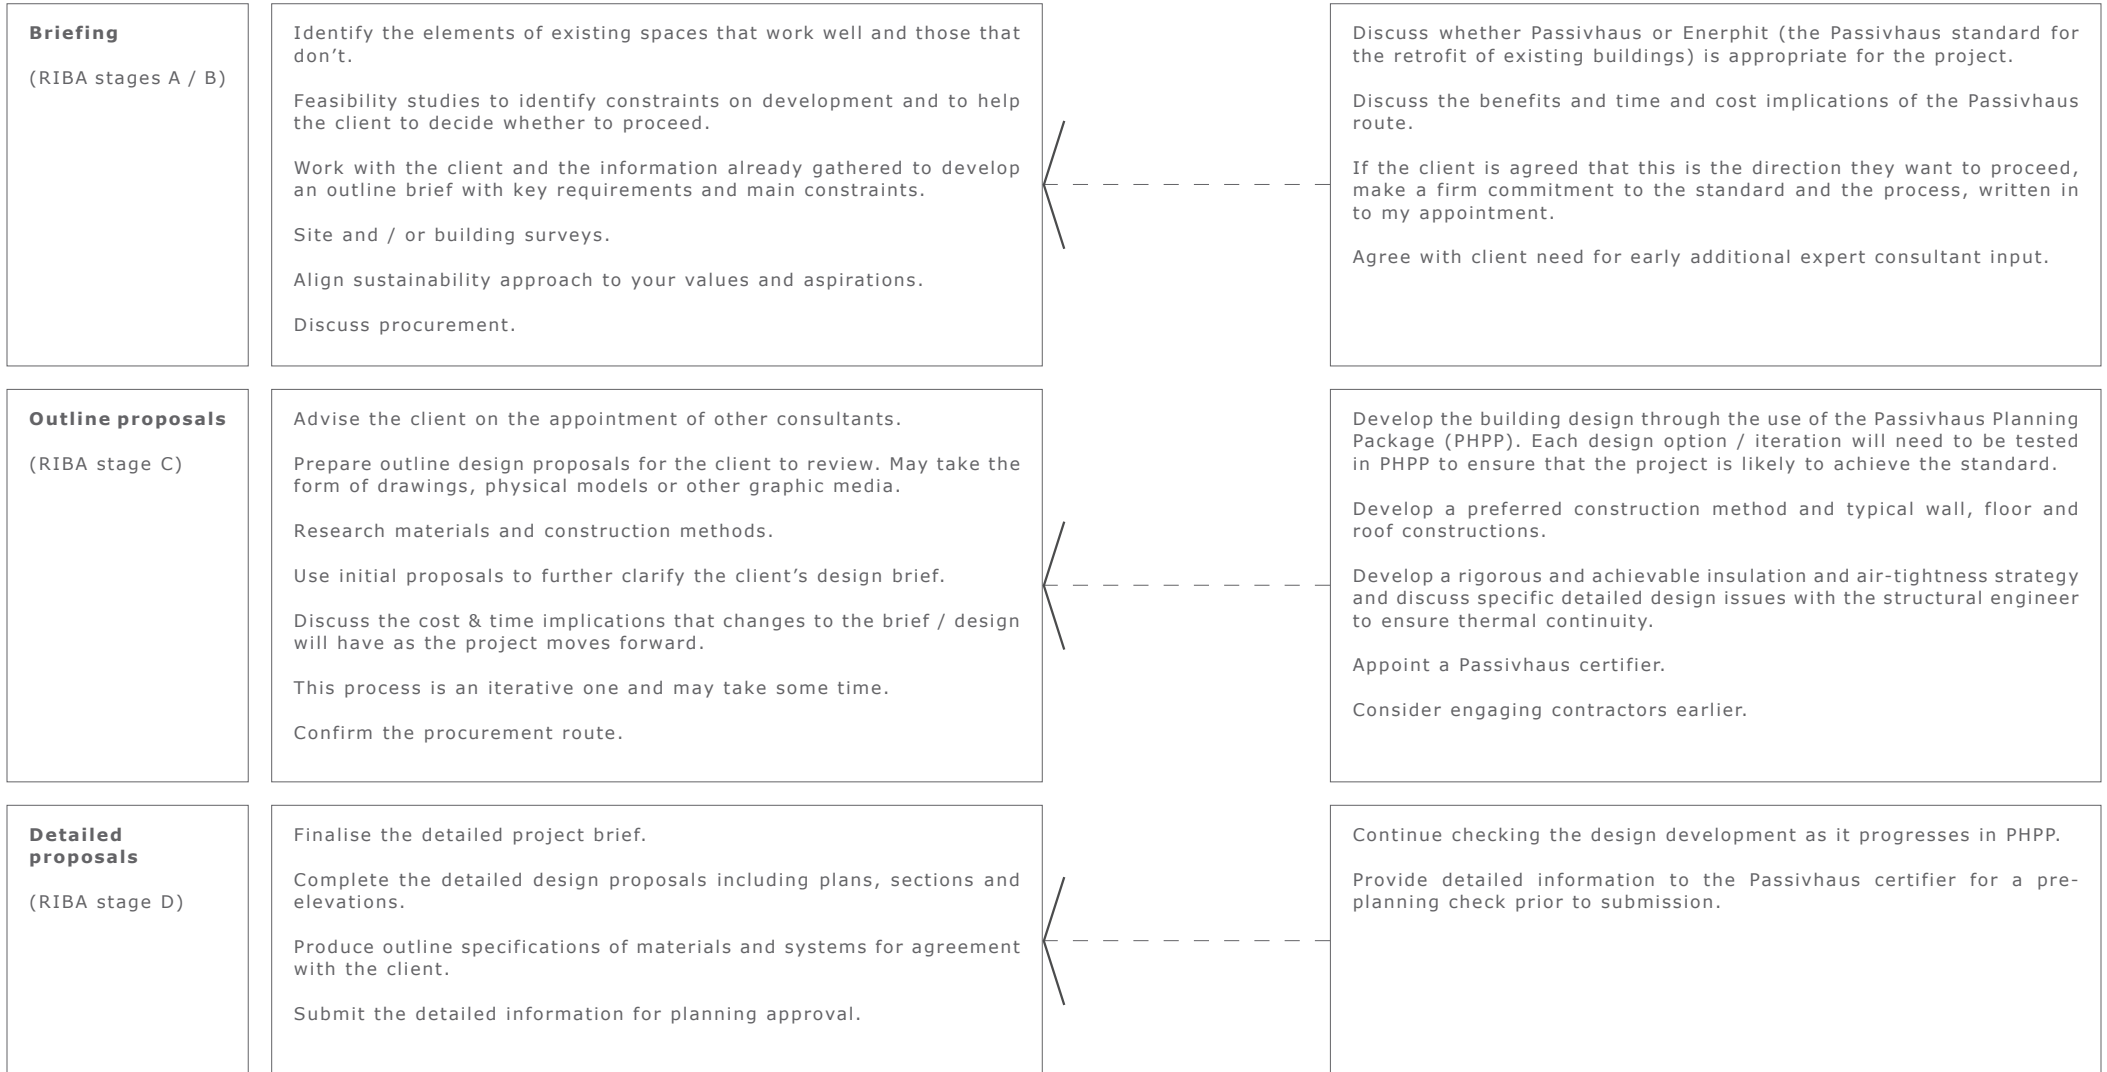 Briefing
(RIBA stages A / B)
Identify the elements of existing spaces that work well and those that
don't.
Feasibility studies to identify constraints on development and to help
the client to decide whether to proceed.
Work with the client and the information already gathered to develop
an outline brief with key requirements and main constraints.
Site and / or building surveys.
Align sustainability approach to your values and aspirations.
Discuss procurement.
Discuss whether Passivhaus or Enerphit (the Passivhaus standard for
the retrofit of existing buildings) is appropriate for the project.
Discuss the benefits and time and cost implications of the Passivhaus
route.
If the client is agreed that this is the direction they want to proceed,
make a firm commitment to the standard and the process, written in
to my appointment.
Agree with client need for early additional expert consultant input.
Outline proposals
(RIBA stage C)
Advise the client on the appointment of other consultants.
Prepare outline design proposals for the client to review. May take the
form of drawings, physical models or other graphic media.
Research materials and construction methods.
Use initial proposals to further clarify the client’s design brief.
Discuss the cost & time implications that changes to the brief / design
will have as the project moves forward.
This process is an iterative one and may take some time.
Confirm the procurement route.
Develop the building design through the use of the Passivhaus Planning
Package (PHPP). Each design option / iteration will need to be tested
in PHPP to ensure that the project is likely to achieve the standard.
Develop a preferred construction method and typical wall, floor and
roof constructions.
Develop a rigorous and achievable insulation and air-tightness strategy
and discuss specific detailed design issues with the structural engineer
to ensure thermal continuity.
Appoint a Passivhaus certifier.
Consider engaging contractors earlier.
Detailed
proposals
(RIBA stage D)
Finalise the detailed project brief.
Complete the detailed design proposals including plans, sections and
elevations.
Produce outline specifications of materials and systems for agreement
with the client.
Submit the detailed information for planning approval.
Continue checking the design development as it progresses in PHPP.
Provide detailed information to the Passivhaus certifier for a pre-
planning check prior to submission.